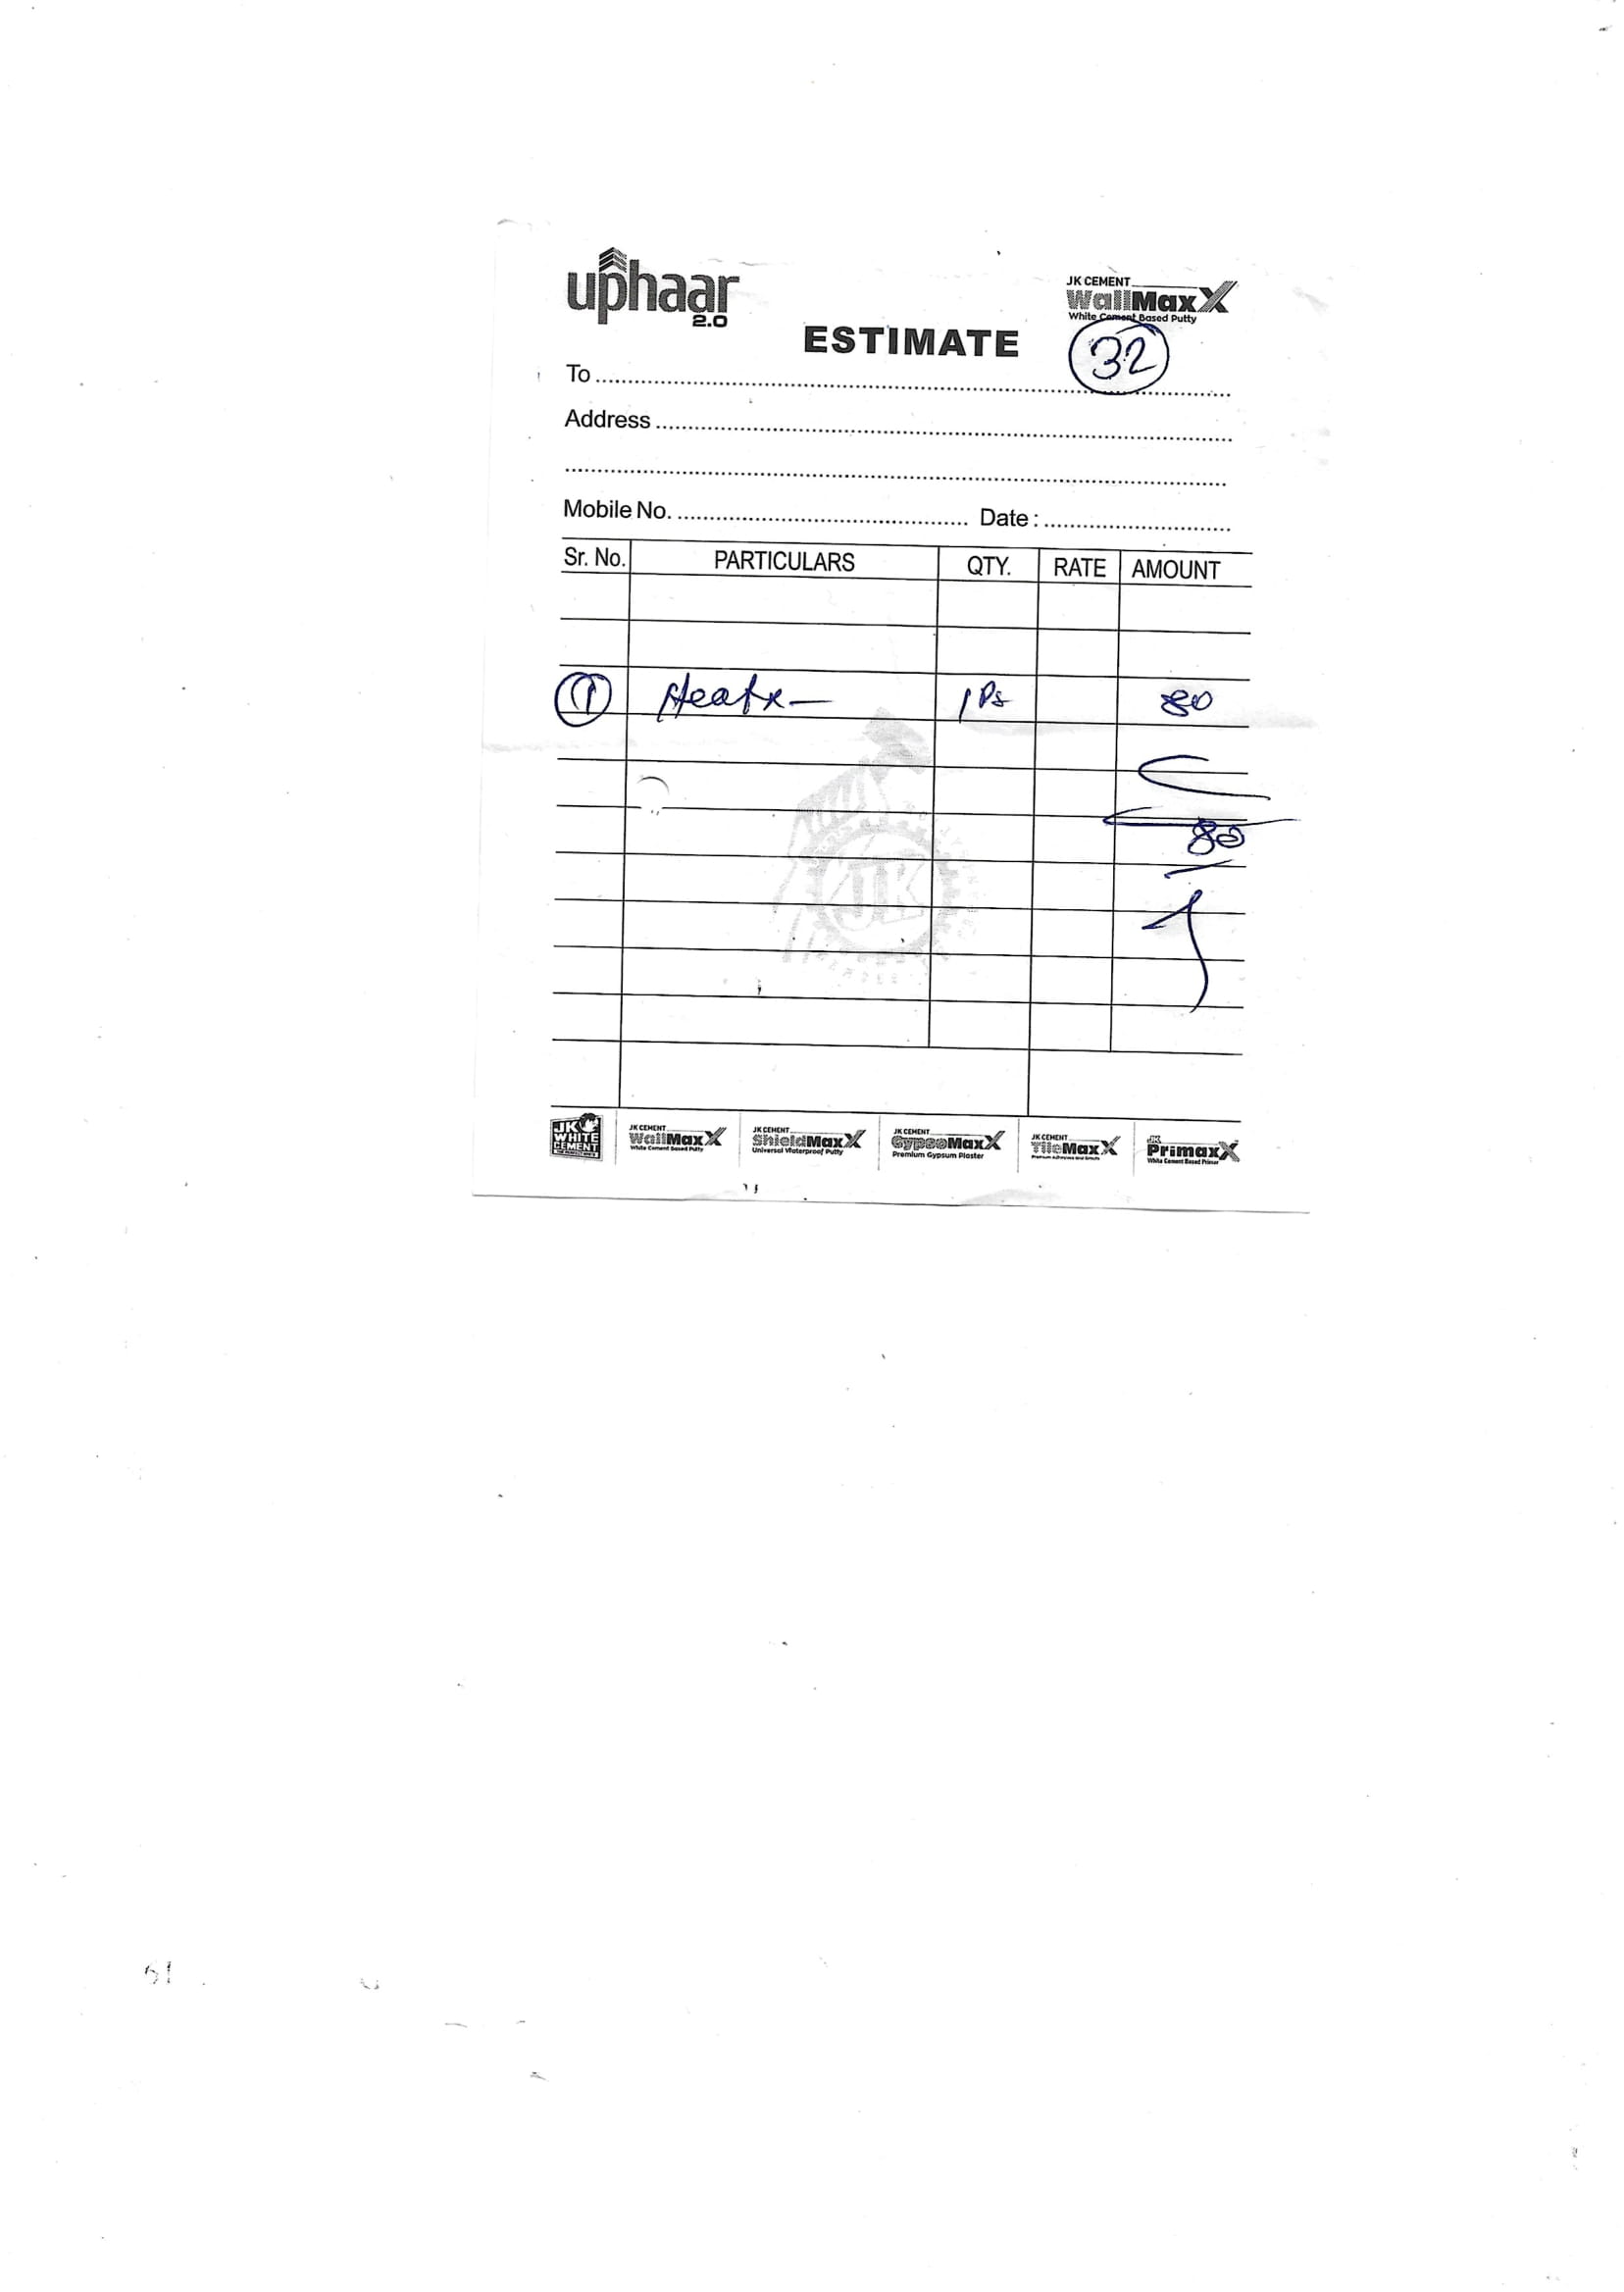 uphaar
2.0
JK CEMENT
WallMaxX
White Cement Based Putty
ESTIMATE
32
To
Address
Mobile No. Date :
Sr. No. PARTICULARS QTY. RATE AMOUNT
1 1 Ps 80
80
JK
JK WHITE CEMENT
JK CEMENT WallMaxX White Cement Based Putty
JK CEMENT ShieldMaxX Universal Waterproof Putty
JK CEMENT GypsoMaxX Premium Gypsum Plaster
JK CEMENT TileMaxX
JK PrimaxX White Cement Based Primer